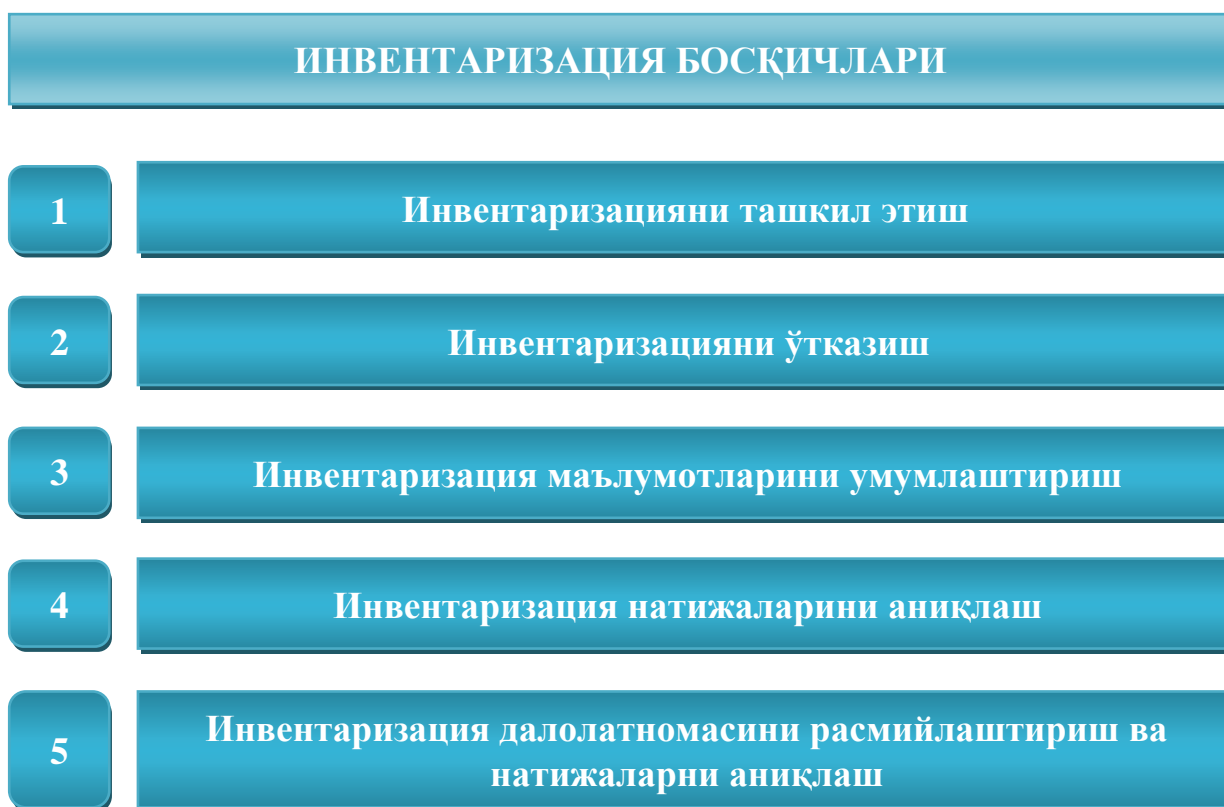 ИНВЕНТАРИЗАЦИЯ БОСҚИЧЛАРИ
1
Инвентаризацияни ташкил этиш
2
Инвентаризацияни ўтказиш
3
Инвентаризация маълумотларини умумлаштириш
4
Инвентаризация натижаларини аниқлаш
5
Инвентаризация далолатномасини расмийлаштириш ва
натижаларни аниқлаш